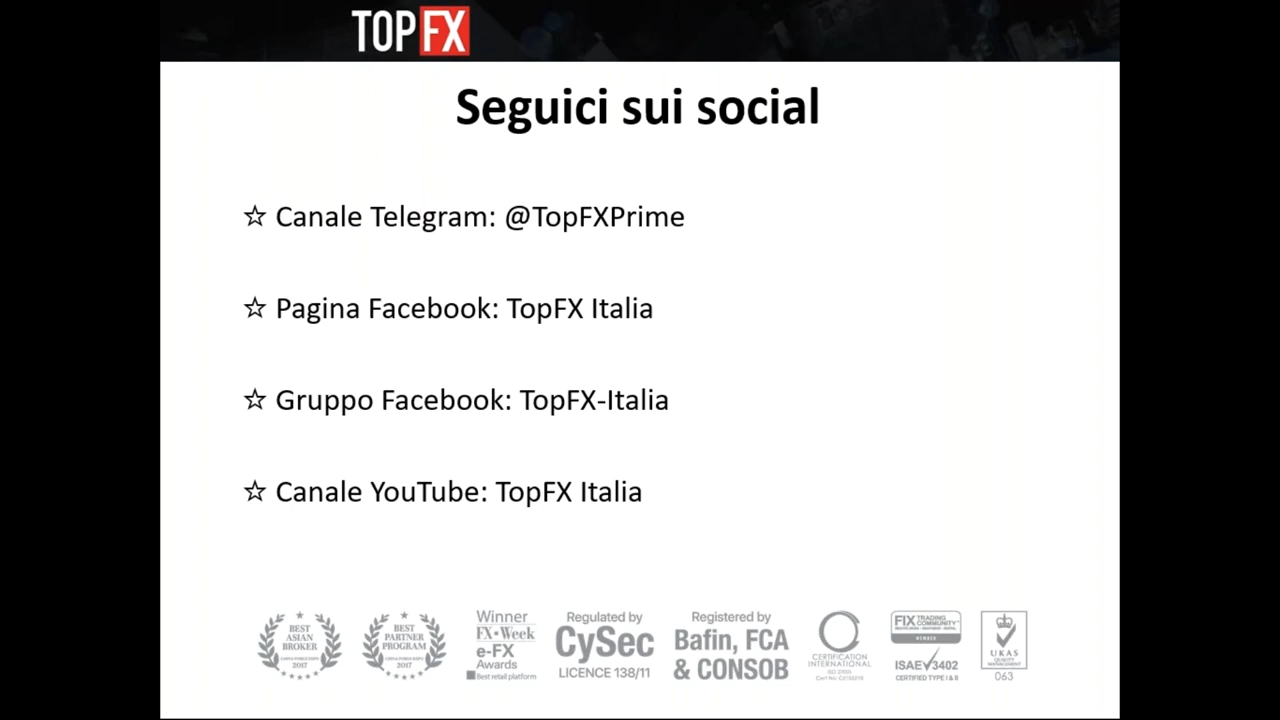 TOPFX
Seguici sui social
☆ Canale Telegram: @TopFXPrime
☆ Pagina Facebook: TopFX Italia
☆ Gruppo Facebook: TopFX-Italia
☆ Canale YouTube: TopFX Italia
BEST
ASIAN
BROKER
2017
BEST
PARTNER
PROGRAM
2017
Winner
FX•Week
e-FX
Awards
Best retail platform
Regulated by
CySec
LICENCE 138/11
Registered by
Bafin, FCA
& CONSOB
CERTIFICATION
INTERNATIONAL
FIX TRADING
COMMUNITY
MEMBER
ISAE 3402
CERTIFIED TYPE I & II
UKAS
QUALITY
MANAGEMENT
063